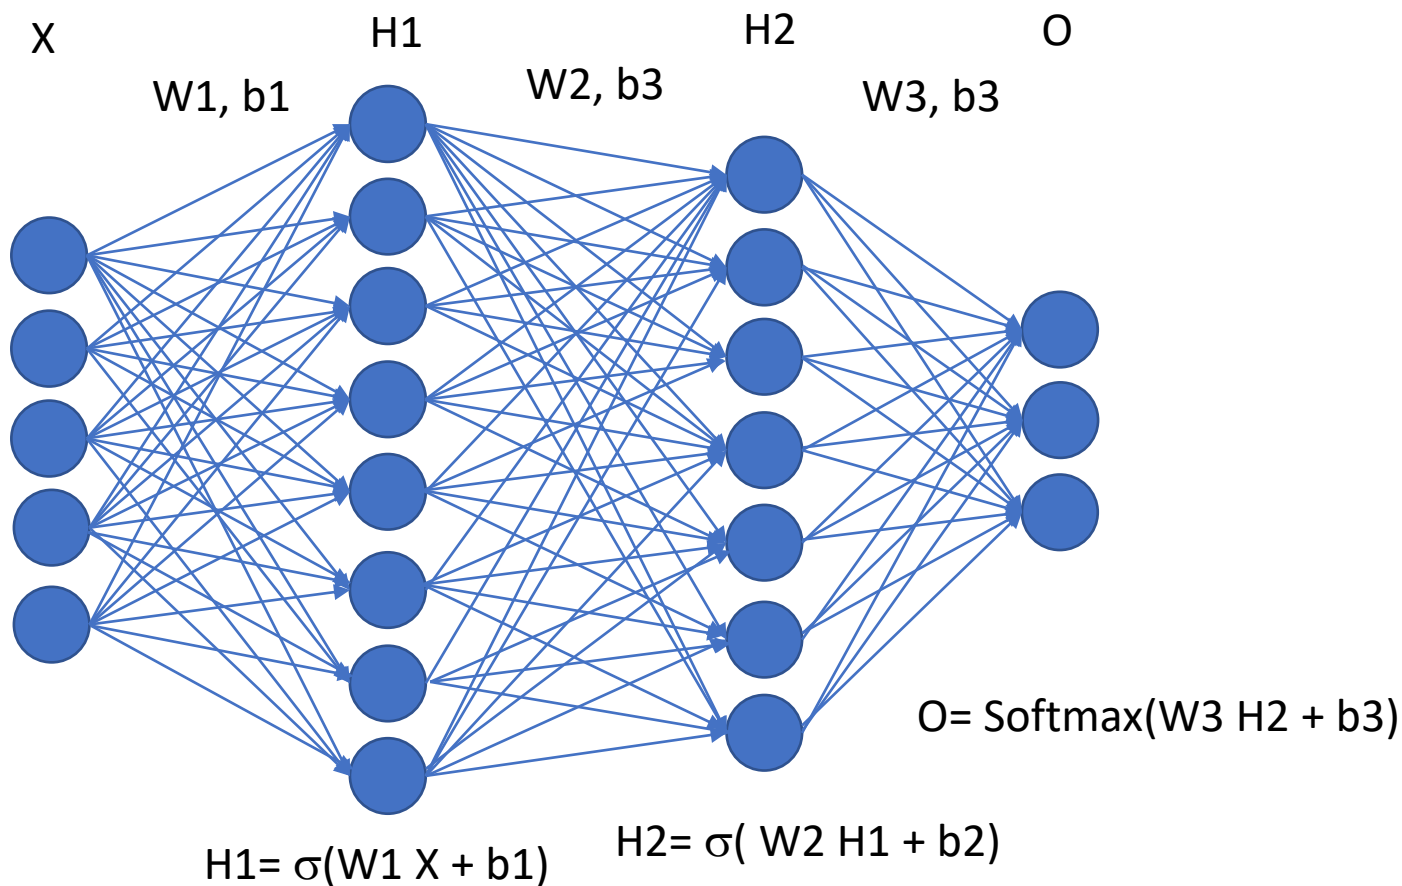 X
H1
H2
O
W1, b1
W2, b3
W3, b3
O= Softmax(W3 H2 + b3)
H2= σ( W2 H1 + b2)
H1= σ(W1 X + b1)